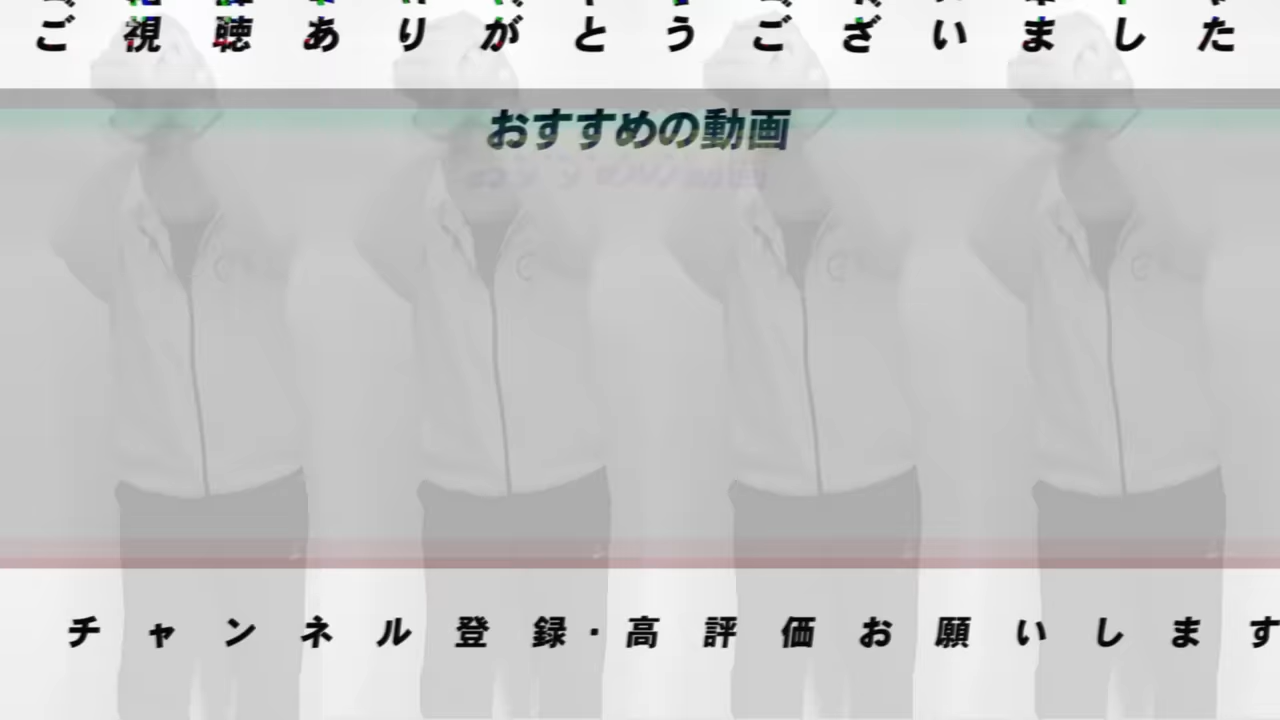 ご視聴ありがとうございました
おすすめの動画
チャンネル登録・高評価お願いします